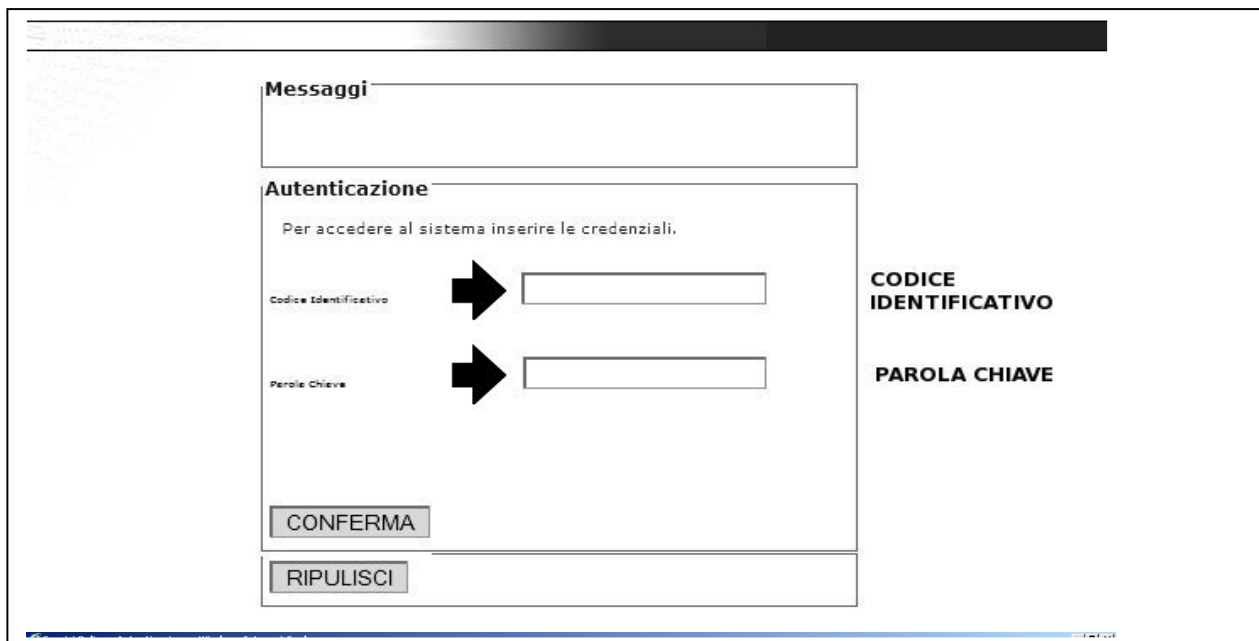 Messaggi
Autenticazione
Per accedere al sistema inserire le credenziali.
Codice Identificativo
CODICE
IDENTIFICATIVO
Parola Chiave
PAROLA CHIAVE
CONFERMA
RIPULISCI